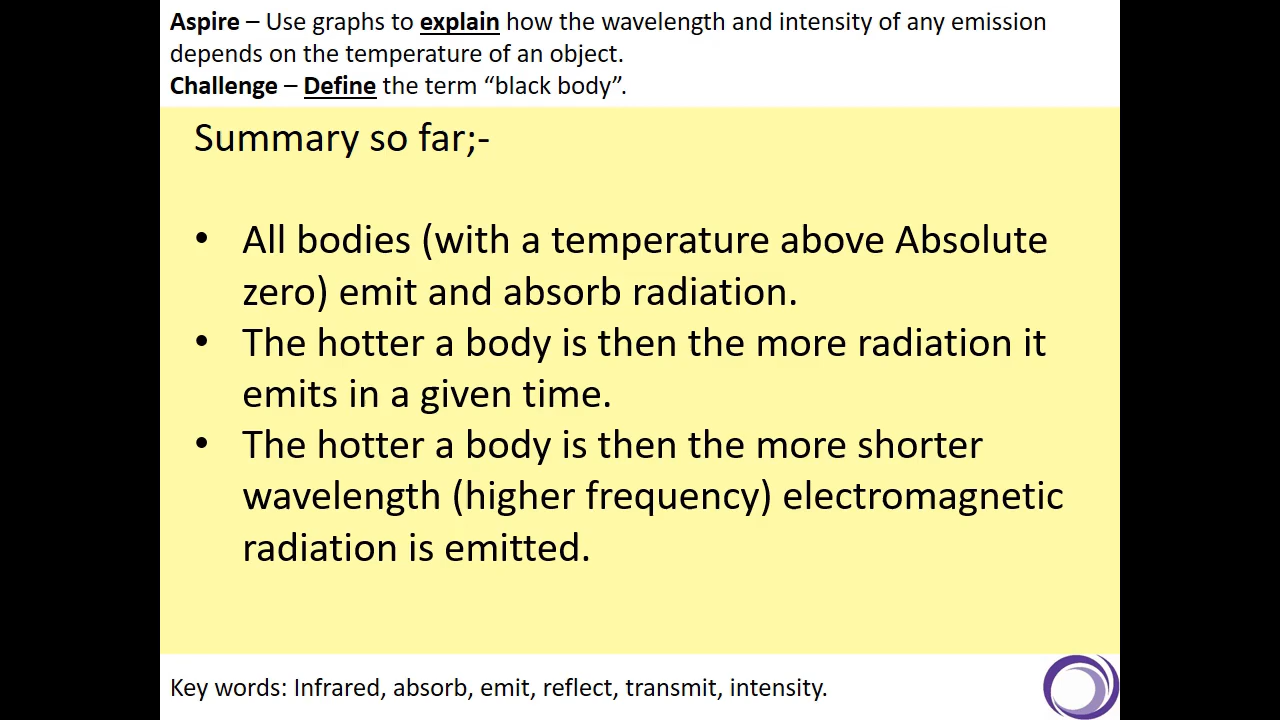 Aspire – Use graphs to explain how the wavelength and intensity of any emission
depends on the temperature of an object.
Challenge – Define the term “black body”.
Summary so far;-
• All bodies (with a temperature above Absolute
zero) emit and absorb radiation.
• The hotter a body is then the more radiation it
emits in a given time.
• The hotter a body is then the more shorter
wavelength (higher frequency) electromagnetic
radiation is emitted.
Key words: Infrared, absorb, emit, reflect, transmit, intensity.